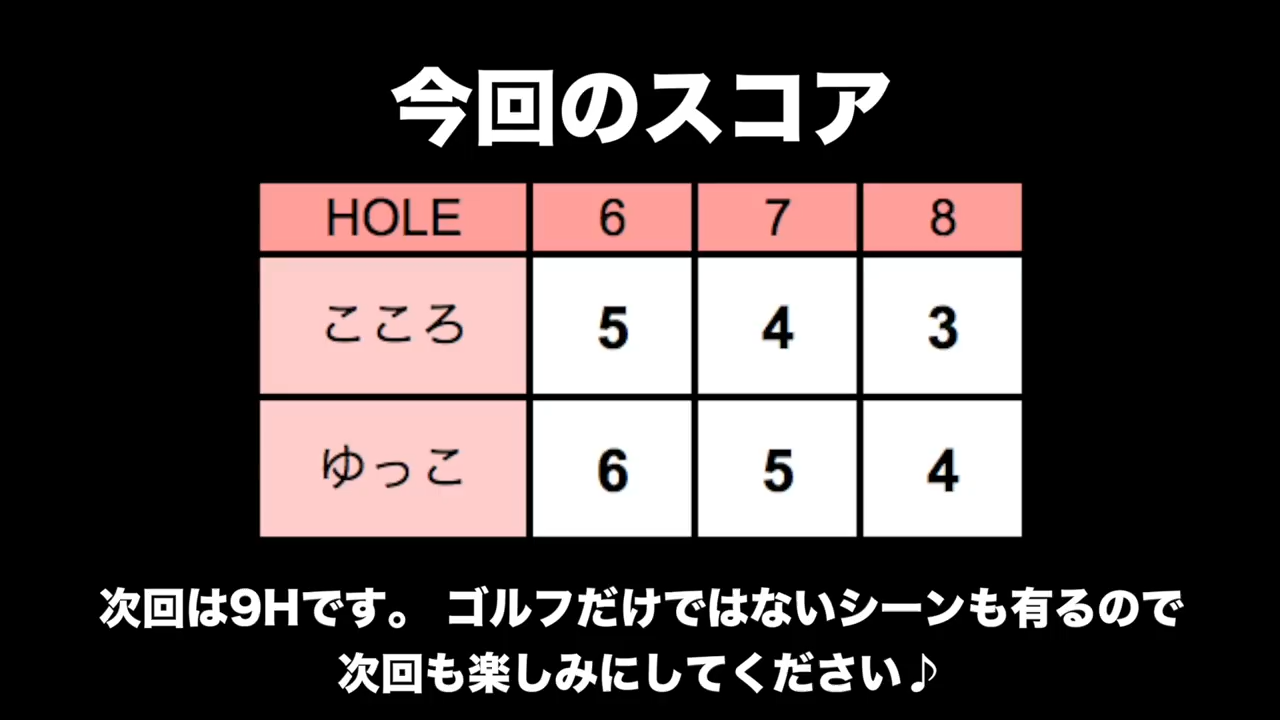 今回のスコア
HOLE 6 7 8
こころ 5 4 3
ゆっこ 6 5 4
次回は9Hです。 ゴルフだけではないシーンも有るので
次回も楽しみにしてください♪